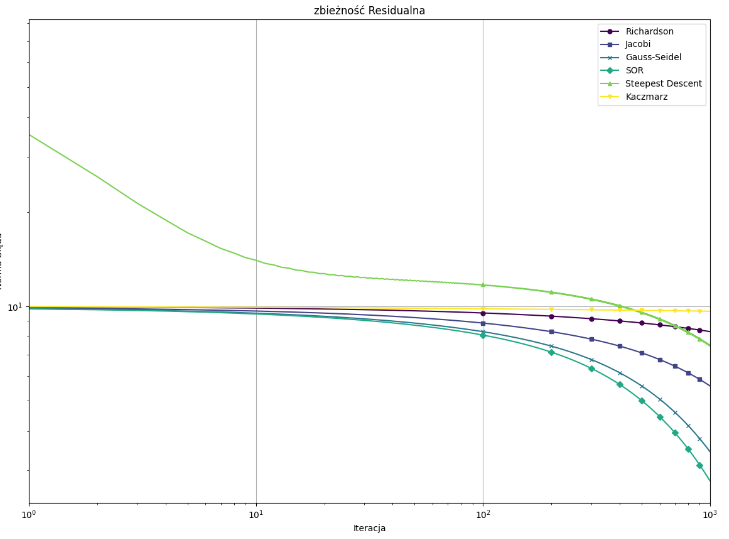 zbieżność Residualna
Richardson
Jacobi
Gauss-Seidel
SOR
Steepest Descent
Kaczmarz
10¹
10⁰ 10¹ 10² 10³
Iteracja